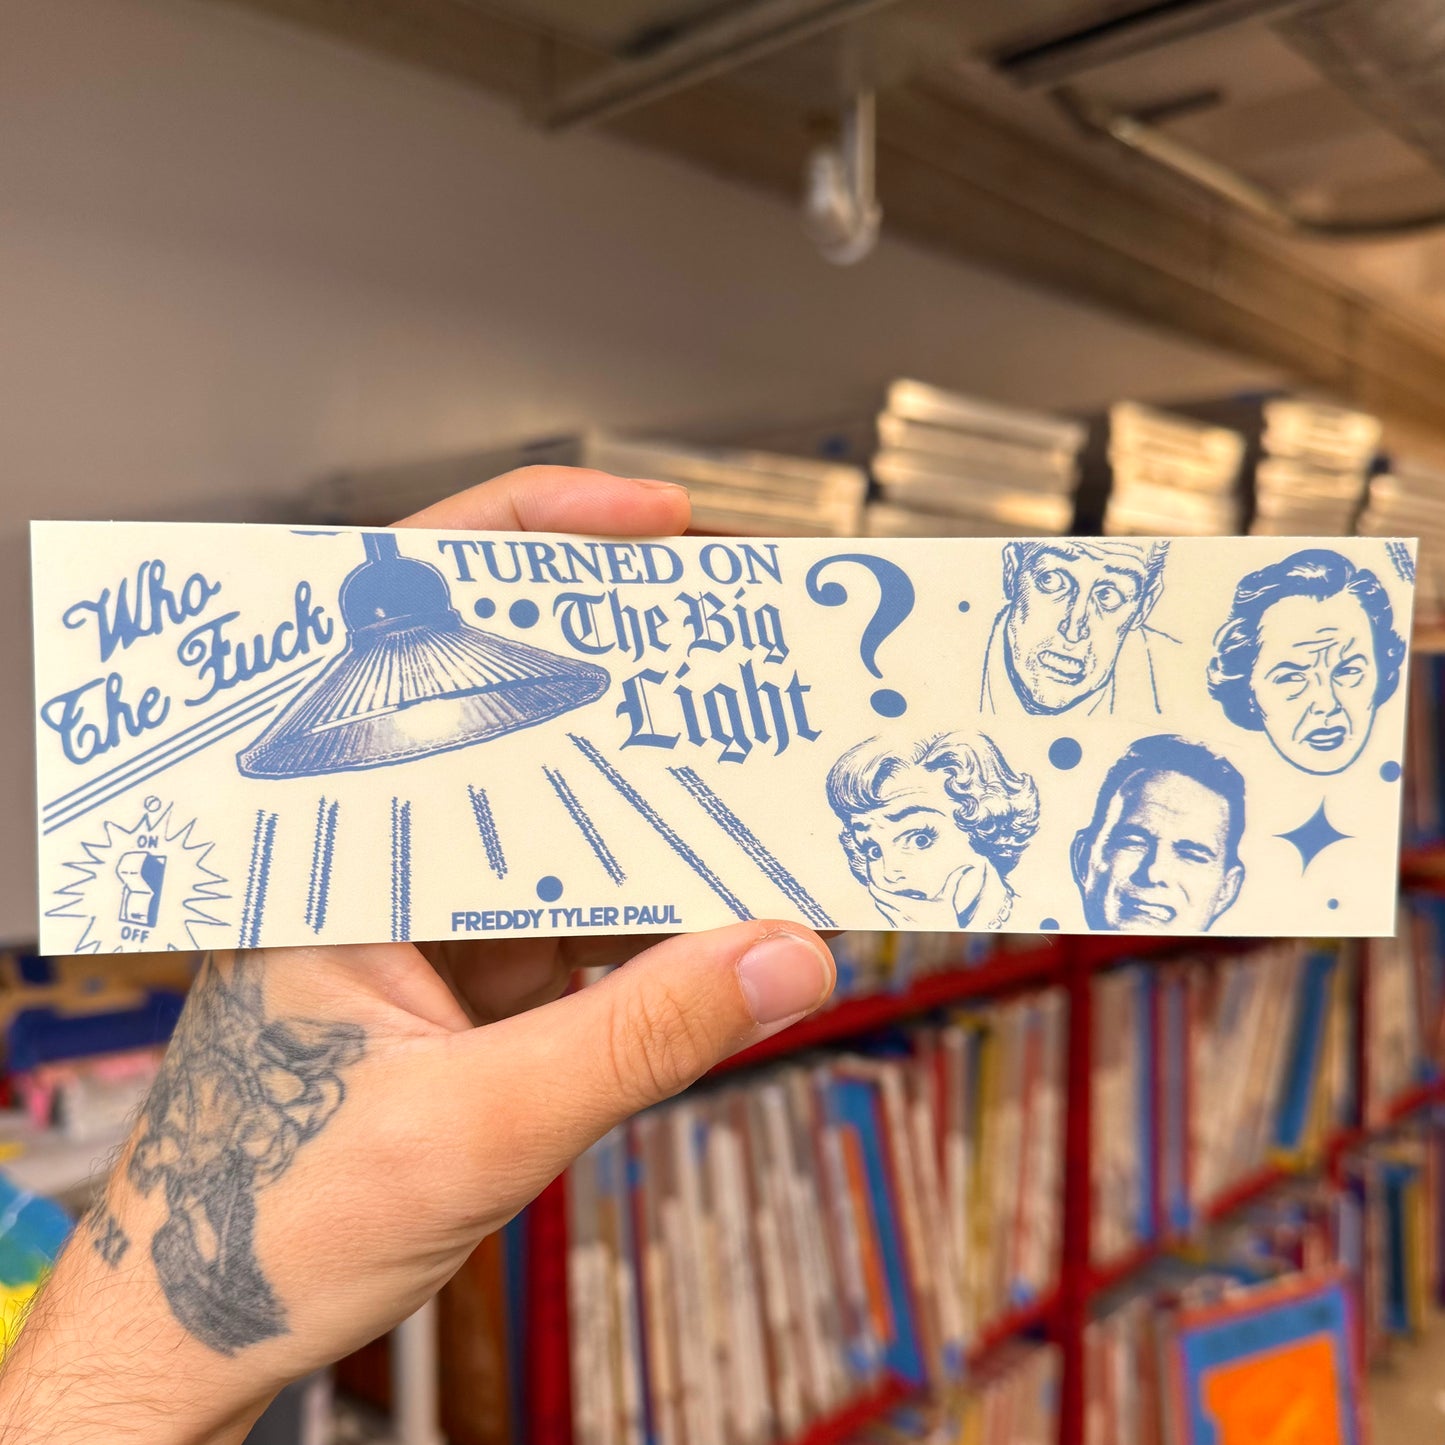 Who
The Fuck
TURNED ON
The Big
Light
?
ON
OFF
FREDDY TYLER PAUL